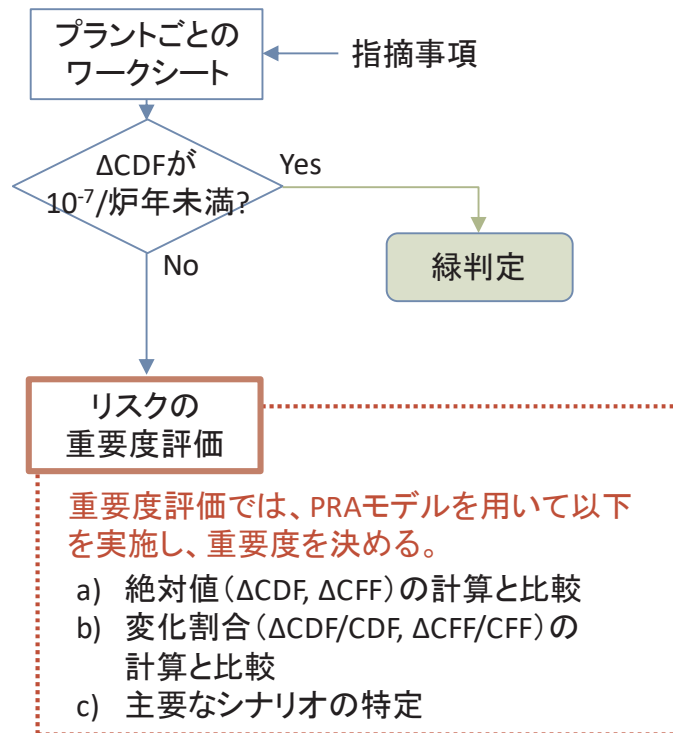 プラントごとの
ワークシート
指摘事項
ΔCDFが
10⁻⁷/炉年未満?
Yes
緑判定
No
リスクの
重要度評価
重要度評価では、PRAモデルを用いて以下
を実施し、重要度を決める。
a) 絶対値(ΔCDF, ΔCFF)の計算と比較
b) 変化割合(ΔCDF/CDF, ΔCFF/CFF)の
計算と比較
c) 主要なシナリオの特定